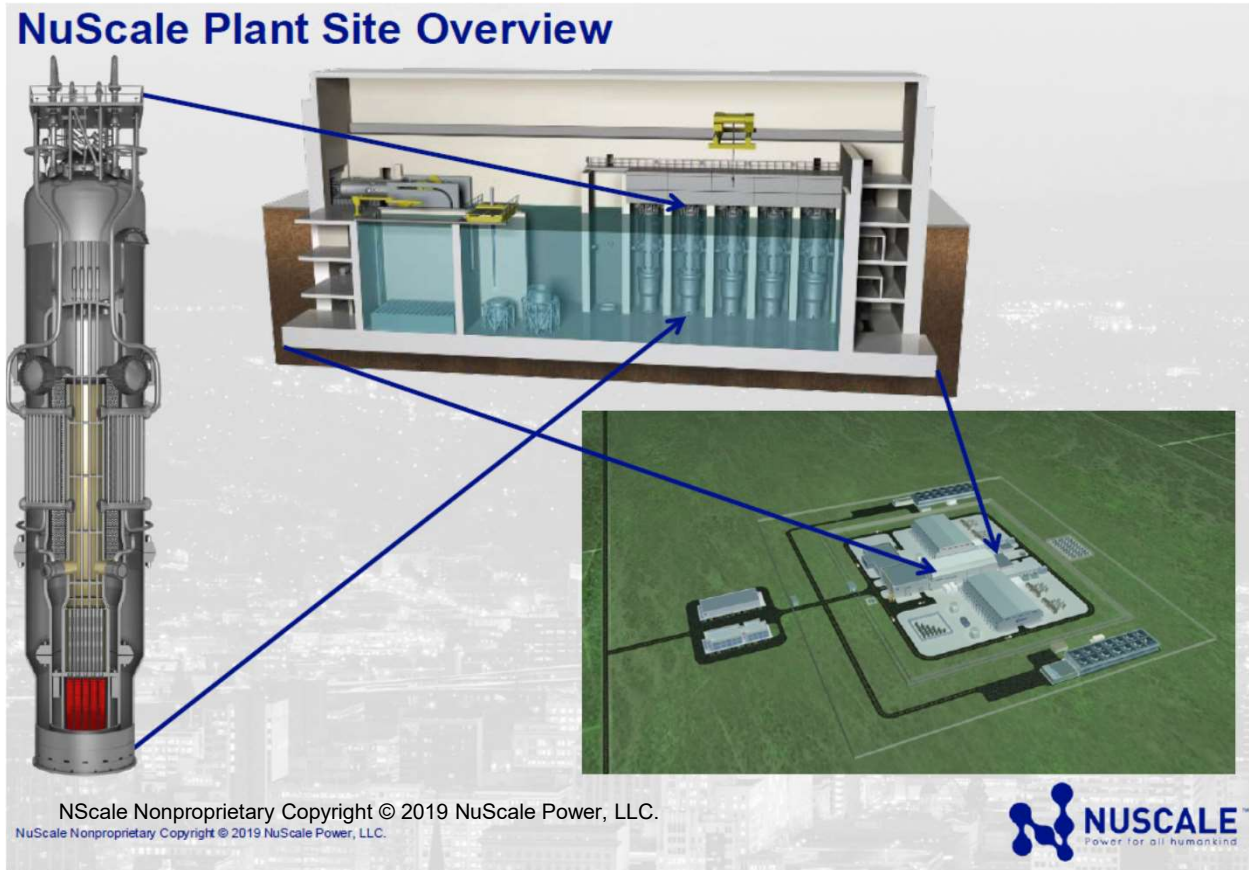 NuScale Plant Site Overview
NScale Nonproprietary Copyright © 2019 NuScale Power, LLC.
NuScale Nonproprietary Copyright © 2019 NuScale Power, LLC.
NUSCALE™
Power for all humankind